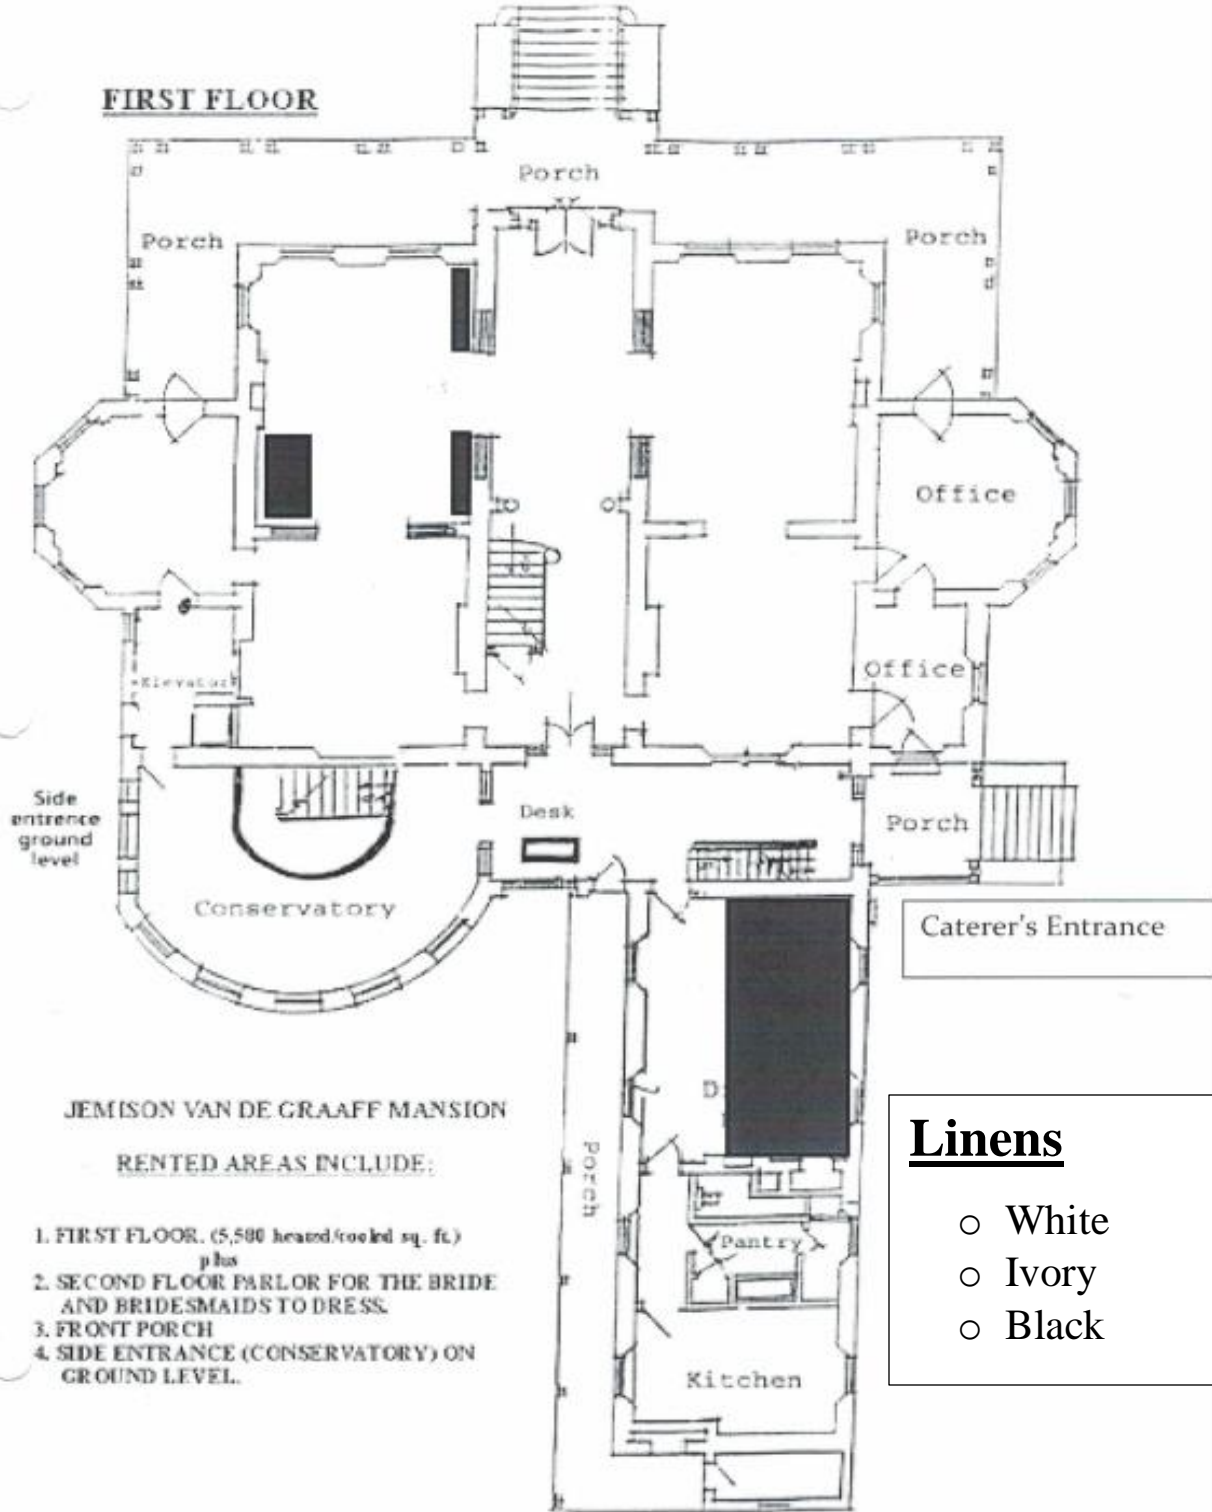 FIRST FLOOR
Porch
Porch
Porch
Office
Office
Elevator
Side
entrence
ground
level
Desk
Porch
Conservatory
Caterer's Entrance
D
JEMISON VAN DE GRAAFF MANSION
RENTED AREAS INCLUDE:
Porch
Linens
○ White
○ Ivory
○ Black
1. FIRST FLOOR. (5,580 heated/cooled sq. ft.)
plus
2. SECOND FLOOR PARLOR FOR THE BRIDE
AND BRIDESMAIDS TO DRESS.
3. FRONT PORCH
4. SIDE ENTRANCE (CONSERVATORY) ON
GROUND LEVEL.
Pantry
Kitchen